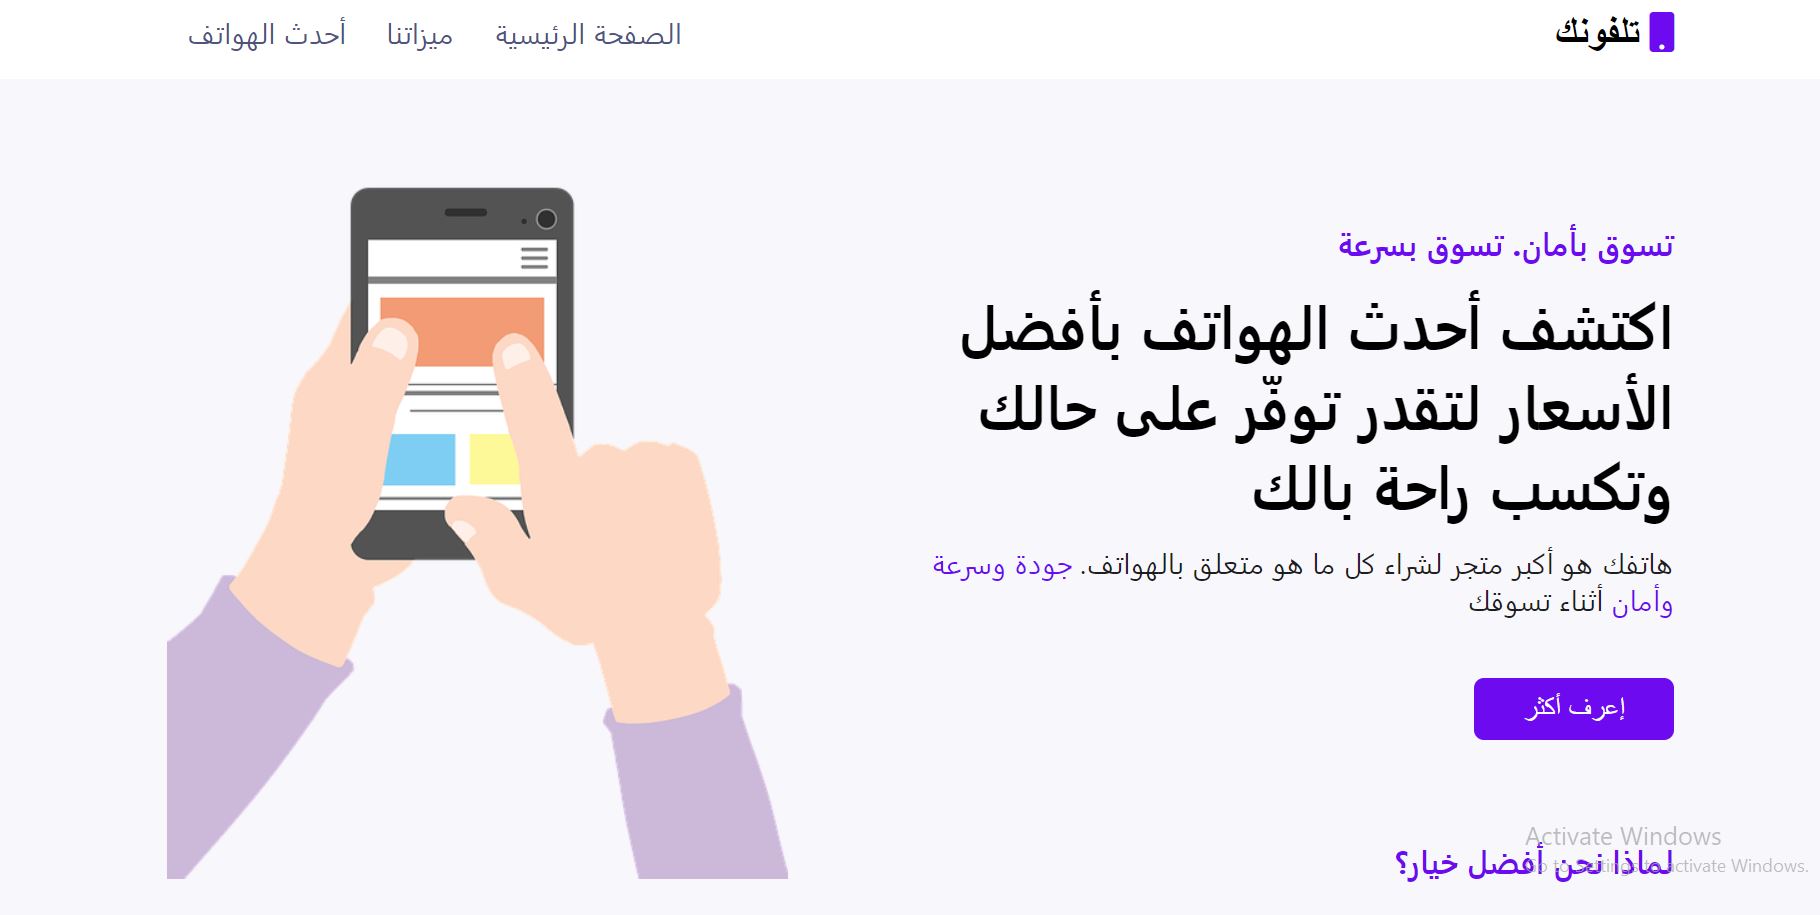 تلفونك
الصفحة الرئيسية
ميزاتنا
أحدث الهواتف
تسوق بأمان. تسوق بسرعة
اكتشف أحدث الهواتف بأفضل
الأسعار لتقدر توفّر على حالك
وتكسب راحة بالك
هاتفك هو أكبر متجر لشراء كل ما هو متعلق بالهواتف. جودة وسرعة
وأمان أثناء تسوقك
إعرف أكثر
Activate Windows
لماذا نحن أفضل خيار؟
Go to Settings to activate Windows.